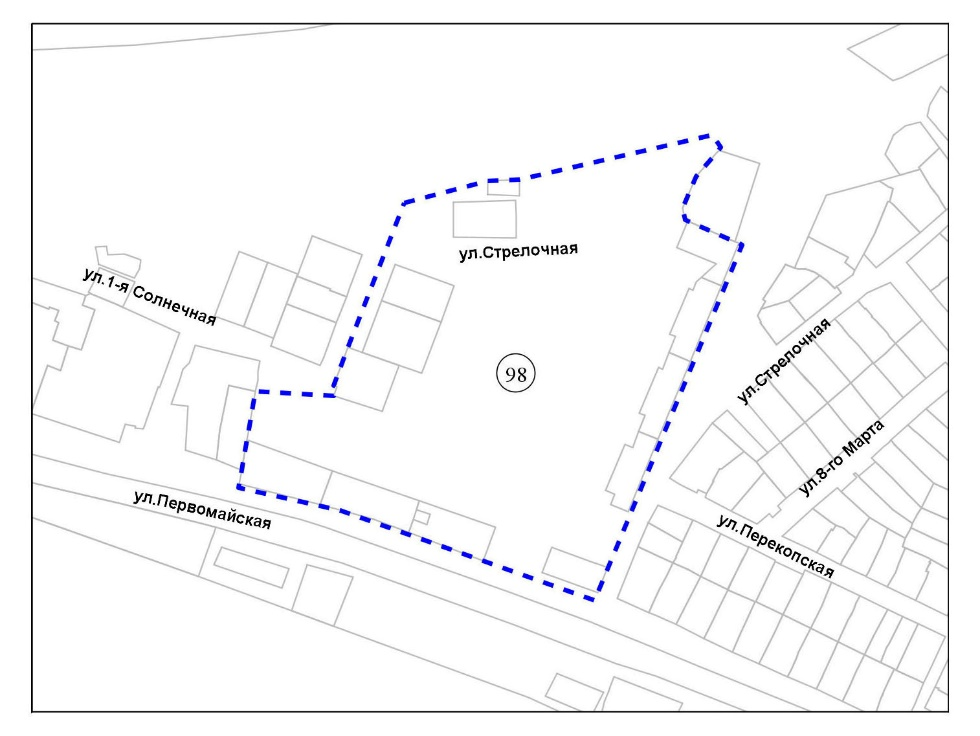 ул.Стрелочная
ул.1-я Солнечная
98
ул.Стрелочная
ул.8-го Марта
ул.Первомайская
ул.Перекопская